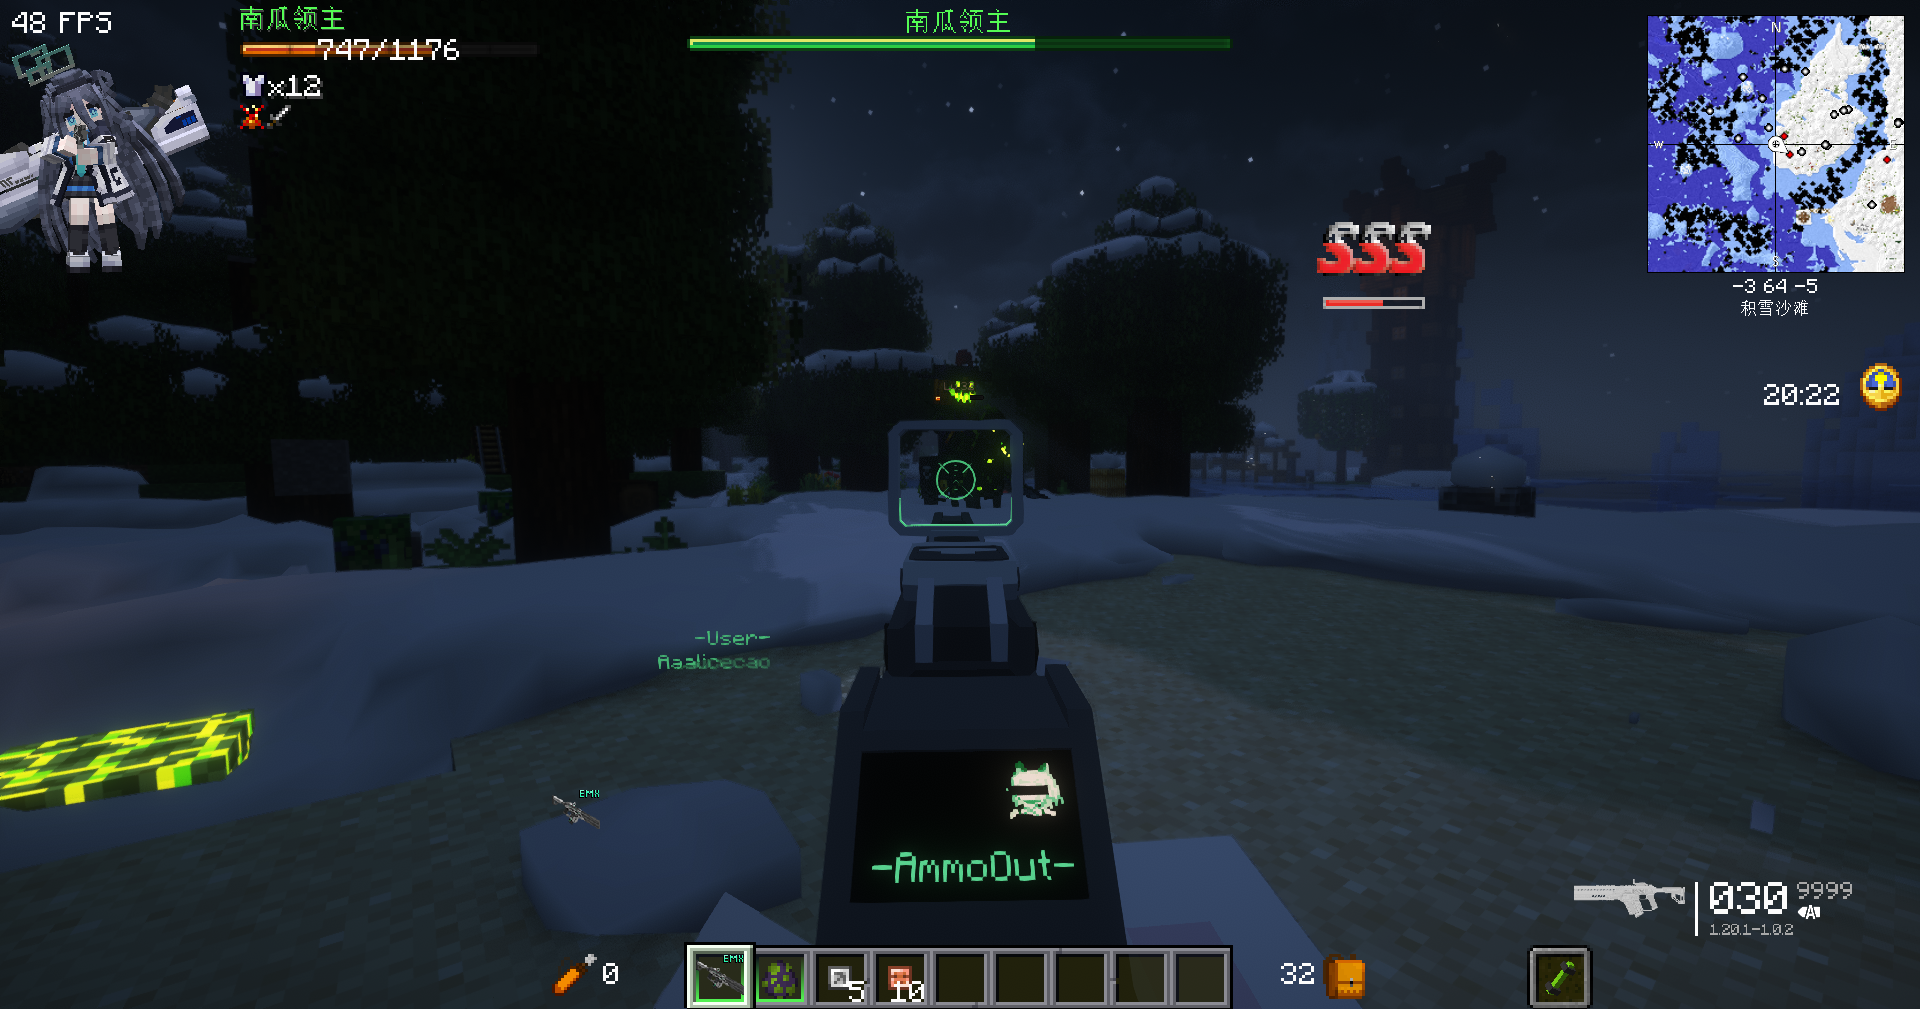 48 FPS
南瓜领主
747/1176
x12
南瓜领主
N
W
E
S
-3 64 -5
积雪沙滩
20:22
-User-
Aaalicecao
EMX
-AmmoOut-
030
9999
A
1.20.1-1.0.2
0
EMX
5
10
32